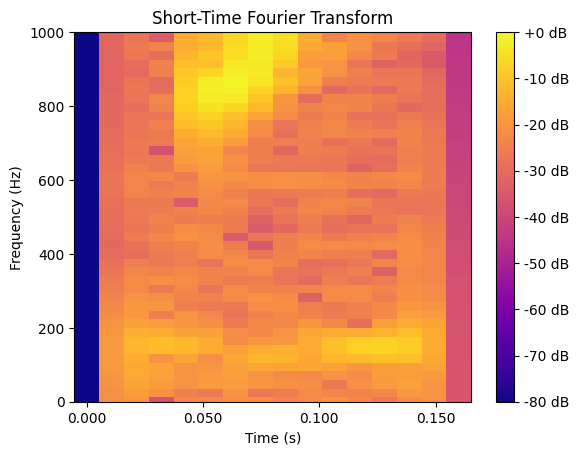 Short-Time Fourier Transform
1000
800
600
400
200
0
Frequency (Hz)
0.000
0.050
0.100
0.150
Time (s)
+0 dB
-10 dB
-20 dB
-30 dB
-40 dB
-50 dB
-60 dB
-70 dB
-80 dB